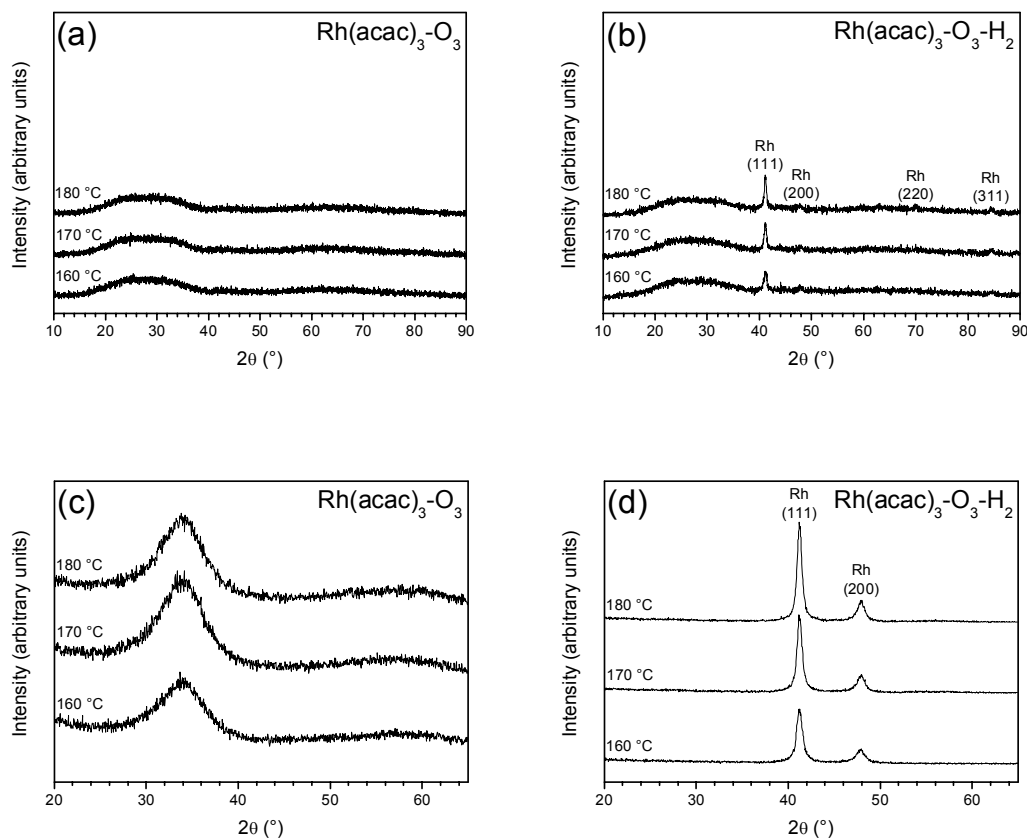 (a)
Rh(acac)₃-O₃
Intensity (arbitrary units)
180 °C
170 °C
160 °C
10 20 30 40 50 60 70 80 90
2θ (°)
(b)
Rh(acac)₃-O₃-H₂
Intensity (arbitrary units)
Rh
(111)
Rh
(200)
Rh
(220)
Rh
(311)
180 °C
170 °C
160 °C
10 20 30 40 50 60 70 80 90
2θ (°)
(c)
Rh(acac)₃-O₃
Intensity (arbitrary units)
180 °C
170 °C
160 °C
20 30 40 50 60
2θ (°)
(d)
Rh(acac)₃-O₃-H₂
Intensity (arbitrary units)
Rh
(111)
Rh
(200)
180 °C
170 °C
160 °C
20 30 40 50 60
2θ (°)